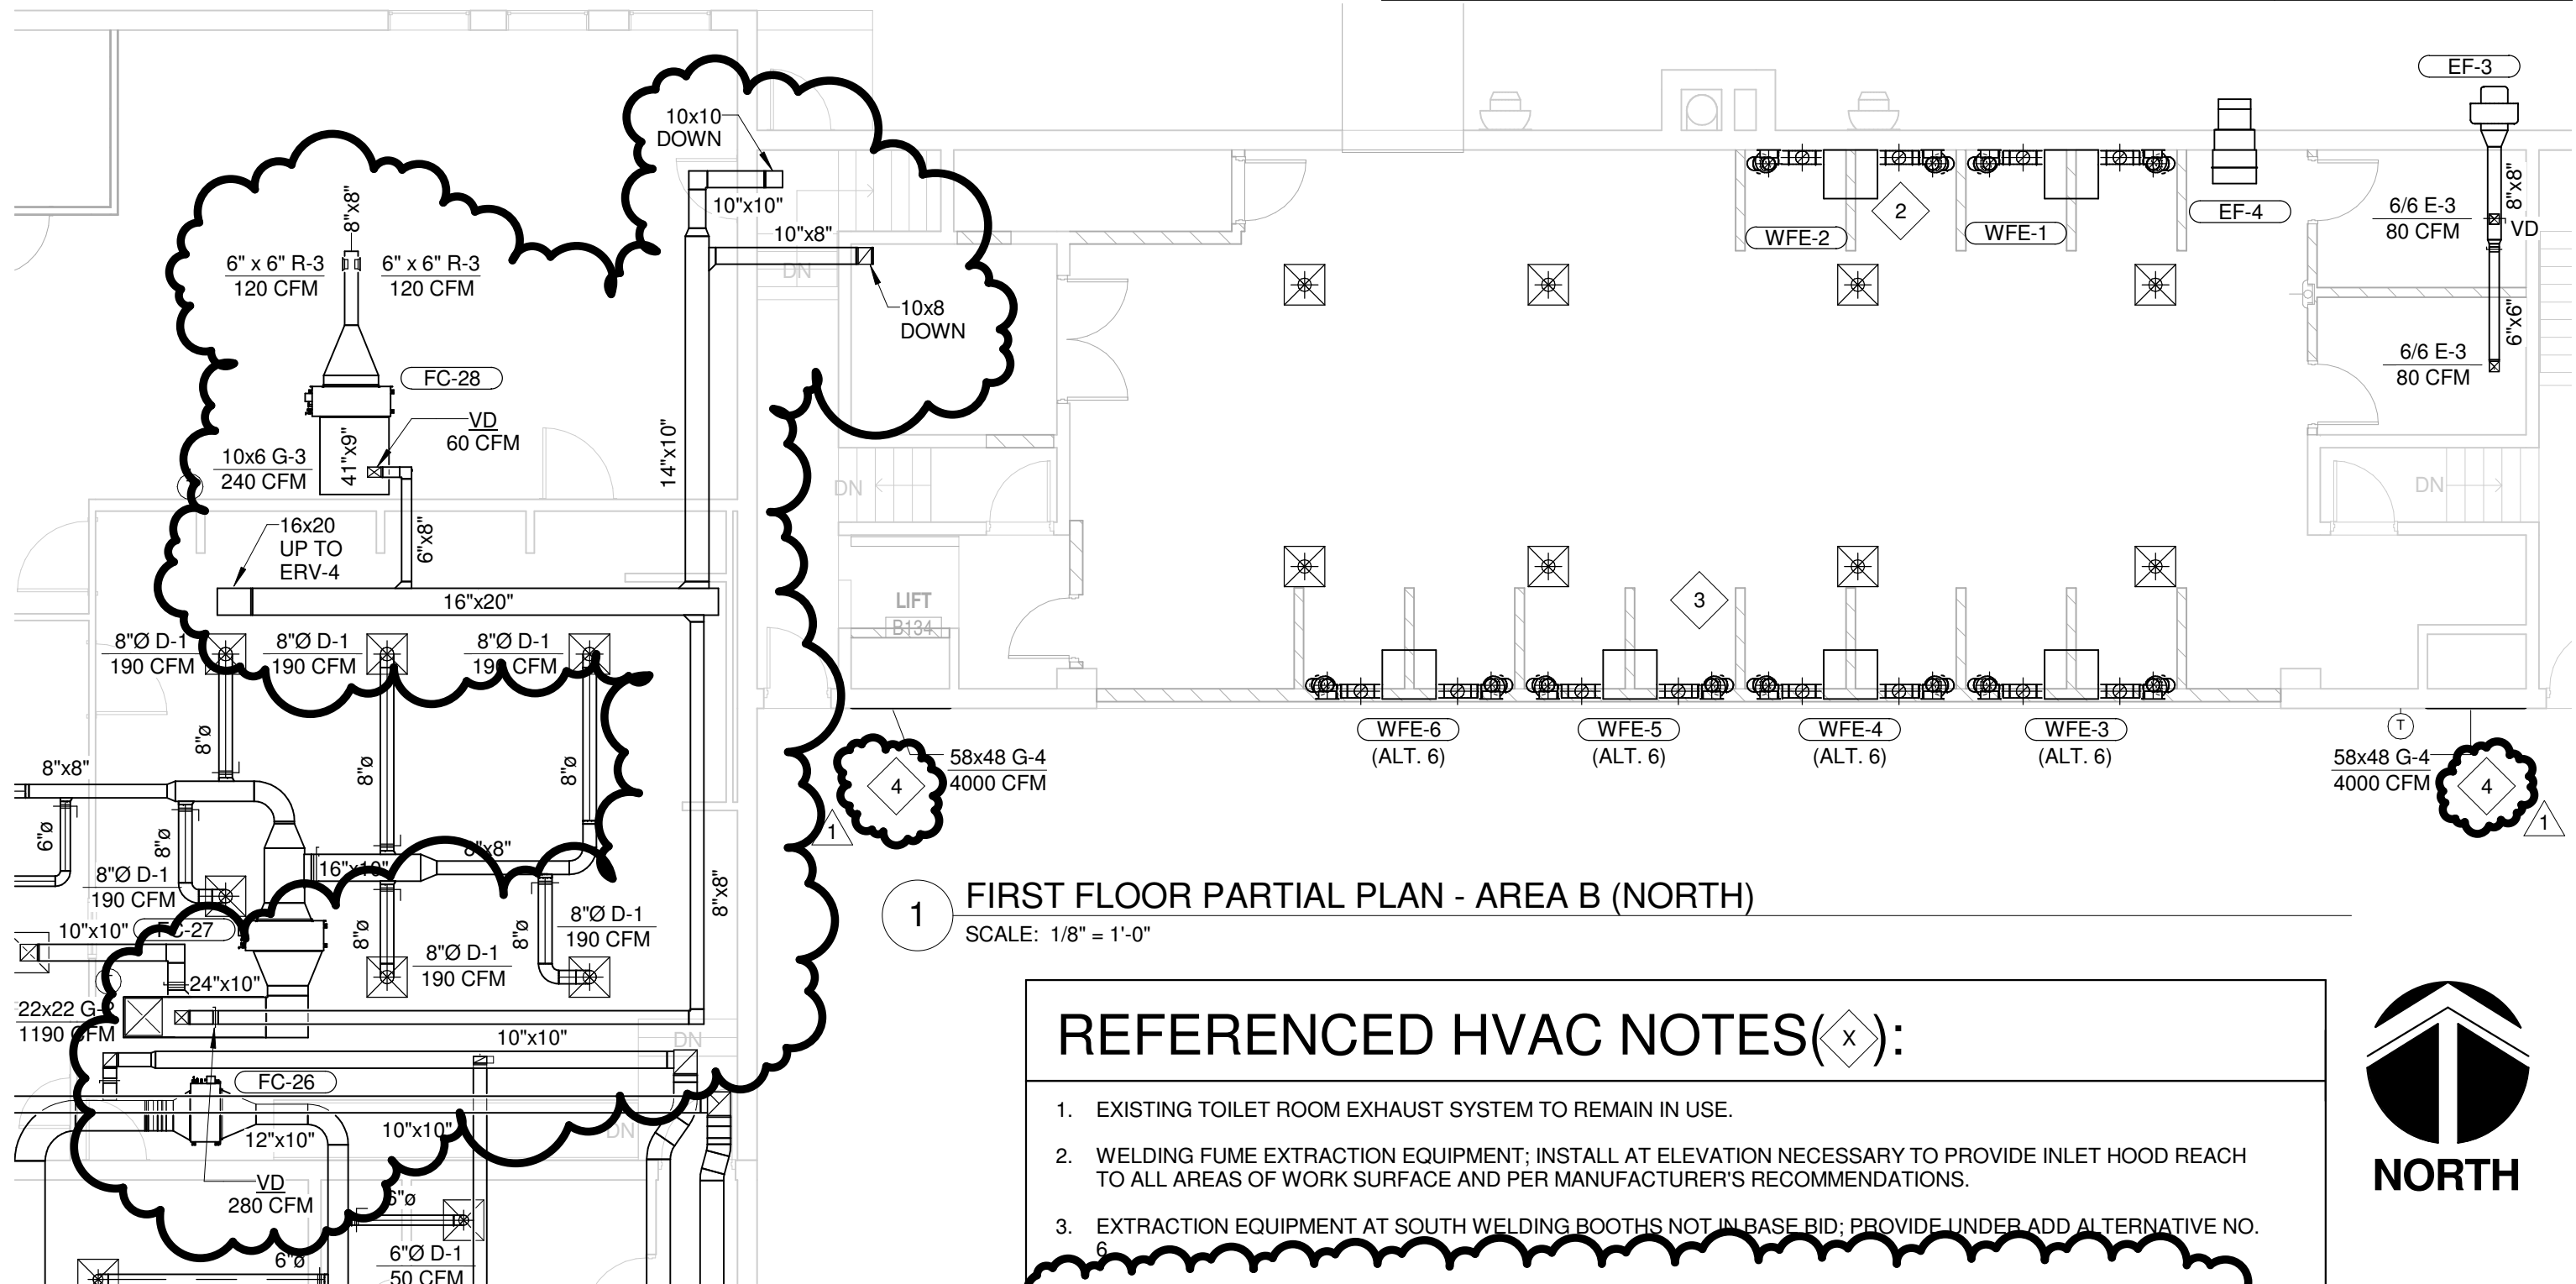 EF-3
10x10
DOWN
10"x10"
8"x8"
6" x 6" R-3
120 CFM
6" x 6" R-3
120 CFM
10"x8"
DN
10x8
DOWN
FC-28
VD
60 CFM
10x6 G-3
240 CFM
41"x9"
14"x10"
6"x8"
16x20
UP TO
ERV-4
16"x20"
DN
LIFT
B134
WFE-2
2
WFE-1
EF-4
6/6 E-3
80 CFM
8"x8"
VD
6"x6"
6/6 E-3
80 CFM
DN
3
8"Ø D-1
190 CFM
8"Ø D-1
190 CFM
8"Ø D-1
190 CFM
WFE-6
(ALT. 6)
WFE-5
(ALT. 6)
WFE-4
(ALT. 6)
WFE-3
(ALT. 6)
T
58x48 G-4
4000 CFM
4
1
58x48 G-4
4000 CFM
4
1
8"x8"
8"ø
8"ø
8"ø
6"ø
8"ø
8"x8"
16"x10"
8"Ø D-1
190 CFM
8"x8"
10"x10"
FC-27
8"ø
8"Ø D-1
190 CFM
8"ø
8"Ø D-1
190 CFM
24"x10"
22x22 G-
1190 CFM
10"x10"
DN
FC-26
12"x10"
10"x10"
DN
VD
280 CFM
6"ø
6"ø
6"Ø D-1
50 CFM
1
FIRST FLOOR PARTIAL PLAN - AREA B (NORTH)
SCALE: 1/8" = 1'-0"
REFERENCED HVAC NOTES(X):
1. EXISTING TOILET ROOM EXHAUST SYSTEM TO REMAIN IN USE.
2. WELDING FUME EXTRACTION EQUIPMENT; INSTALL AT ELEVATION NECESSARY TO PROVIDE INLET HOOD REACH
TO ALL AREAS OF WORK SURFACE AND PER MANUFACTURER'S RECOMMENDATIONS.
3. EXTRACTION EQUIPMENT AT SOUTH WELDING BOOTHS NOT IN BASE BID; PROVIDE UNDER ADD ALTERNATIVE NO.
6
NORTH